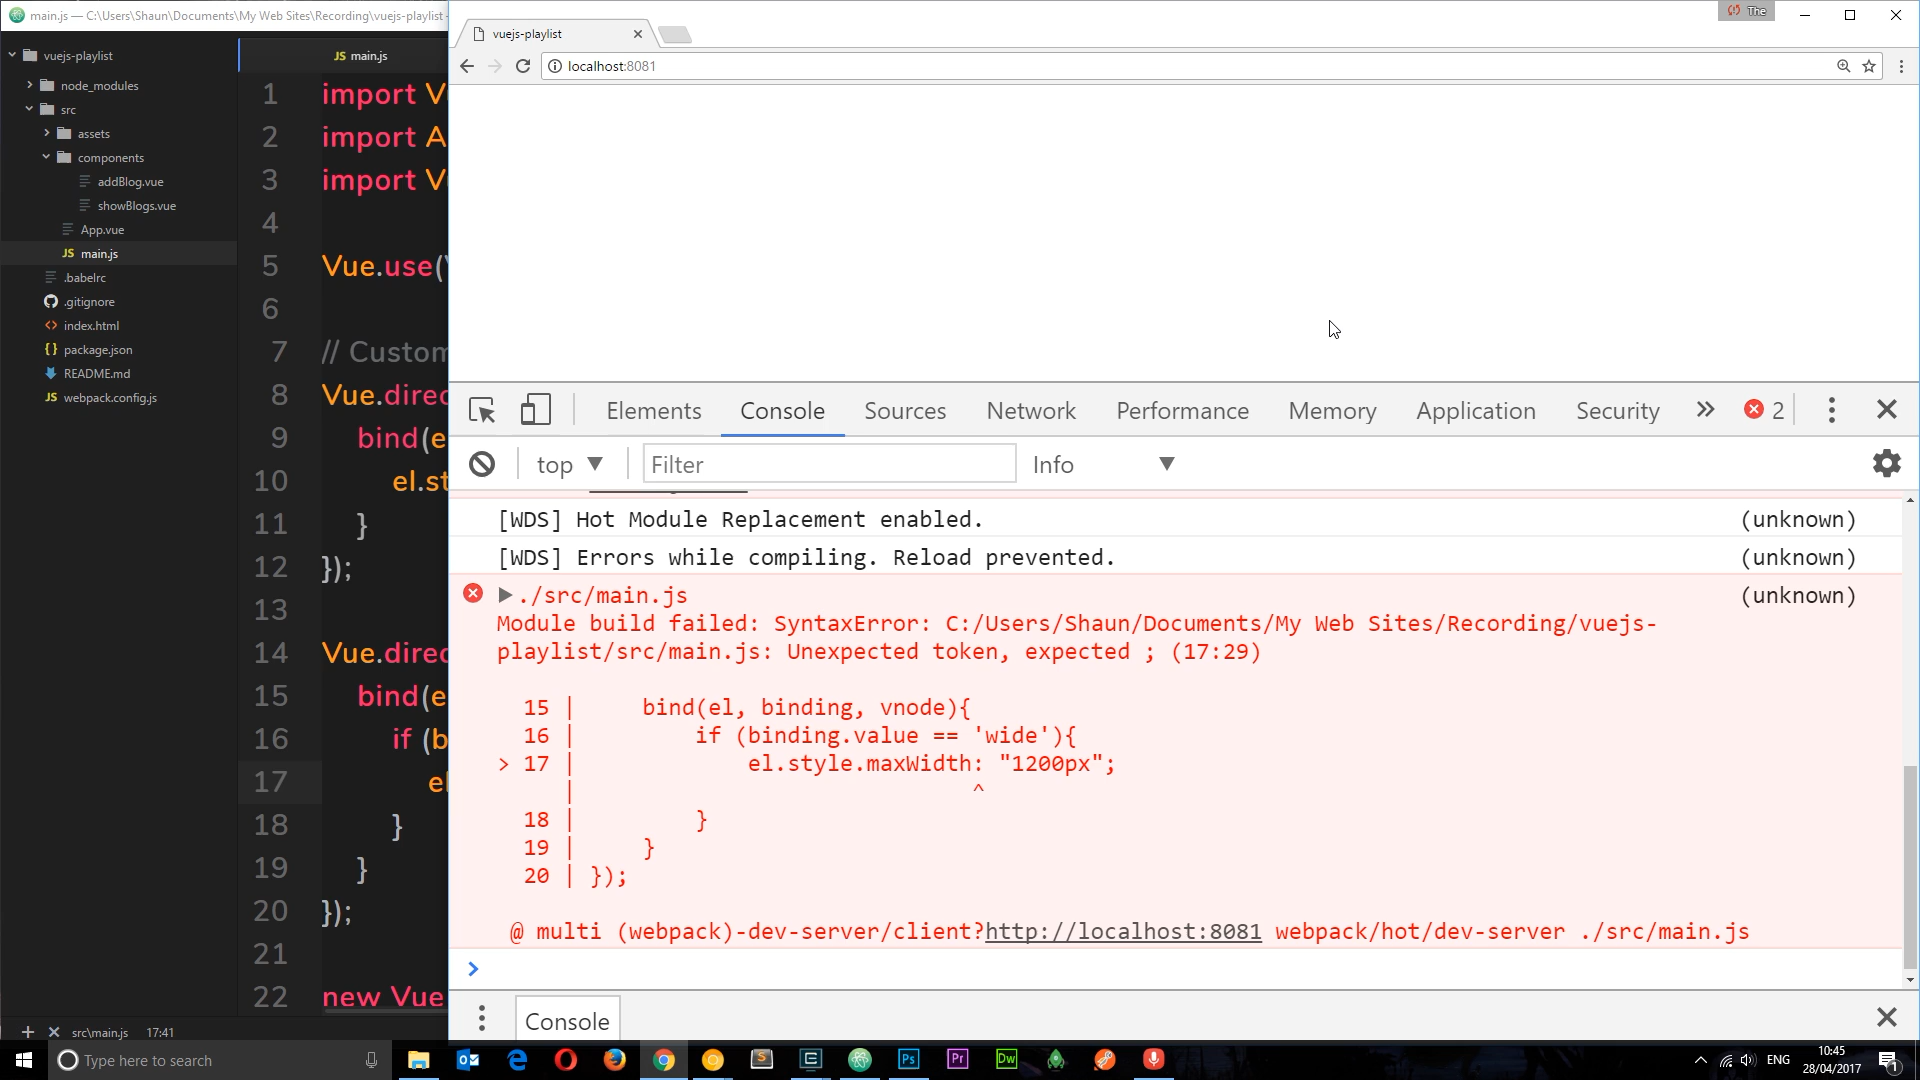 main.js — C:\Users\Shaun\Documents\My Web Sites\Recording\vuejs-playlist
vuejs-playlist
The
localhost:8081
vuejs-playlist
node_modules
src
assets
components
addBlog.vue
showBlogs.vue
App.vue
JS main.js
.babelrc
.gitignore
index.html
package.json
README.md
JS webpack.config.js
JS main.js
1 import V
2 import A
3 import V
4
5 Vue.use(
6
7 // Custom
8 Vue.direc
9 bind(e
10 el.st
11 }
12 });
13
14 Vue.direc
15 bind(e
16 if (b
17 el
18 }
19 }
20 });
21
22 new Vue
src\main.js 17:41
Elements Console Sources Network Performance Memory Application Security » 2
top Filter Info
[WDS] Hot Module Replacement enabled. (unknown)
[WDS] Errors while compiling. Reload prevented. (unknown)
./src/main.js (unknown)
Module build failed: SyntaxError: C:/Users/Shaun/Documents/My Web Sites/Recording/vuejs-
playlist/src/main.js: Unexpected token, expected ; (17:29)
15 | bind(el, binding, vnode){
16 | if (binding.value == 'wide'){
> 17 | el.style.maxWidth: "1200px";
| ^
18 | }
19 | }
20 | });
@ multi (webpack)-dev-server/client?http://localhost:8081 webpack/hot/dev-server ./src/main.js
>
Console
Type here to search
Ps Pr Dw
ENG
10:45
28/04/2017
1